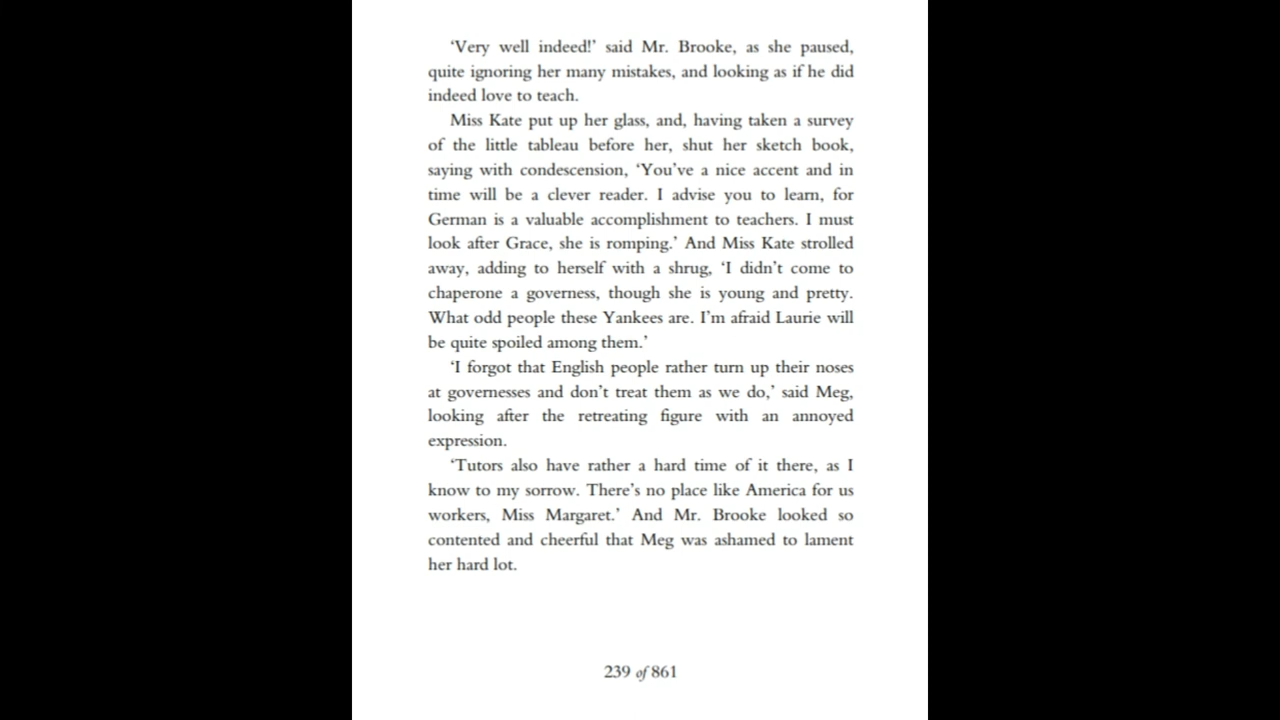 ‘Very well indeed!’ said Mr. Brooke, as she paused,
quite ignoring her many mistakes, and looking as if he did
indeed love to teach.
Miss Kate put up her glass, and, having taken a survey
of the little tableau before her, shut her sketch book,
saying with condescension, ‘You’ve a nice accent and in
time will be a clever reader. I advise you to learn, for
German is a valuable accomplishment to teachers. I must
look after Grace, she is romping.’ And Miss Kate strolled
away, adding to herself with a shrug, ‘I didn’t come to
chaperone a governess, though she is young and pretty.
What odd people these Yankees are. I’m afraid Laurie will
be quite spoiled among them.’
‘I forgot that English people rather turn up their noses
at governesses and don’t treat them as we do,’ said Meg,
looking after the retreating figure with an annoyed
expression.
‘Tutors also have rather a hard time of it there, as I
know to my sorrow. There’s no place like America for us
workers, Miss Margaret.’ And Mr. Brooke looked so
contented and cheerful that Meg was ashamed to lament
her hard lot.
239 of 861